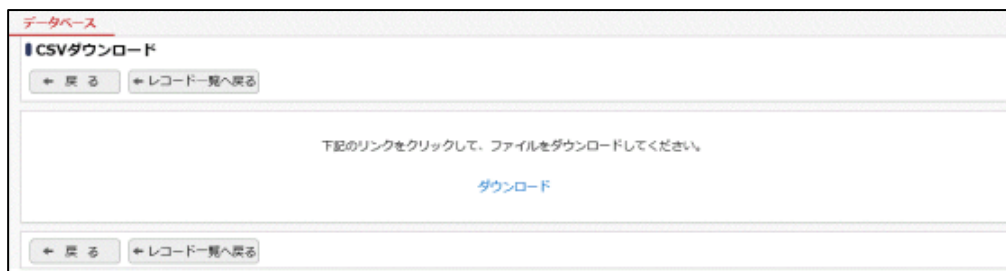 データベース
CSVダウンロード
← 戻 る ← レコード一覧へ戻る
下記のリンクをクリックして、ファイルをダウンロードしてください。
ダウンロード
← 戻 る ← レコード一覧へ戻る